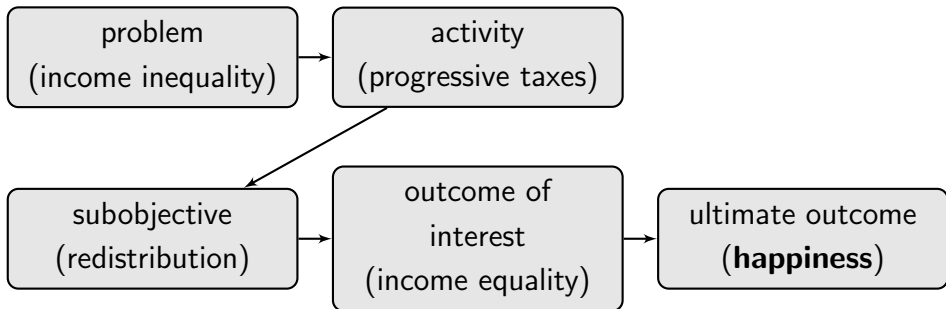 problem
(income inequality)
activity
(progressive taxes)
subobjective
(redistribution)
outcome of
interest
(income equality)
ultimate outcome
(happiness)